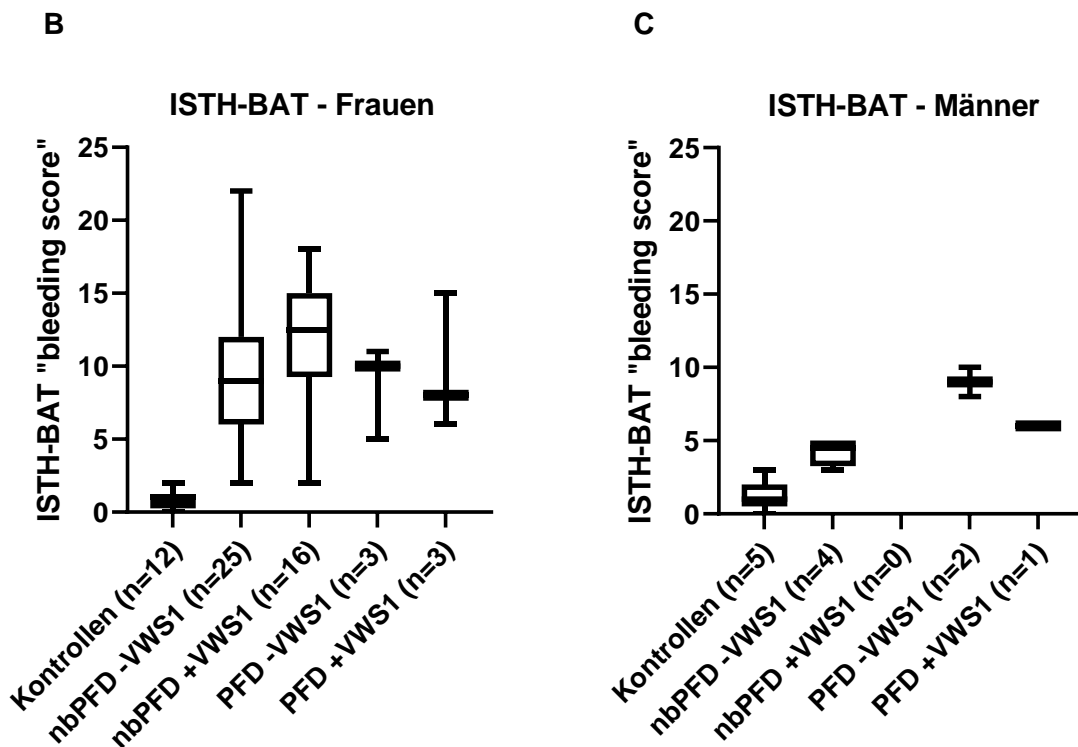 B
ISTH-BAT - Frauen
ISTH-BAT "bleeding score"
25
20
15
10
5
0
Kontrollen (n=12)
nbPFD -VWS1 (n=25)
nbPFD +VWS1 (n=16)
PFD -VWS1 (n=3)
PFD +VWS1 (n=3)
C
ISTH-BAT - Männer
ISTH-BAT "bleeding score"
25
20
15
10
5
0
Kontrollen (n=5)
nbPFD -VWS1 (n=4)
nbPFD +VWS1 (n=0)
PFD -VWS1 (n=2)
PFD +VWS1 (n=1)